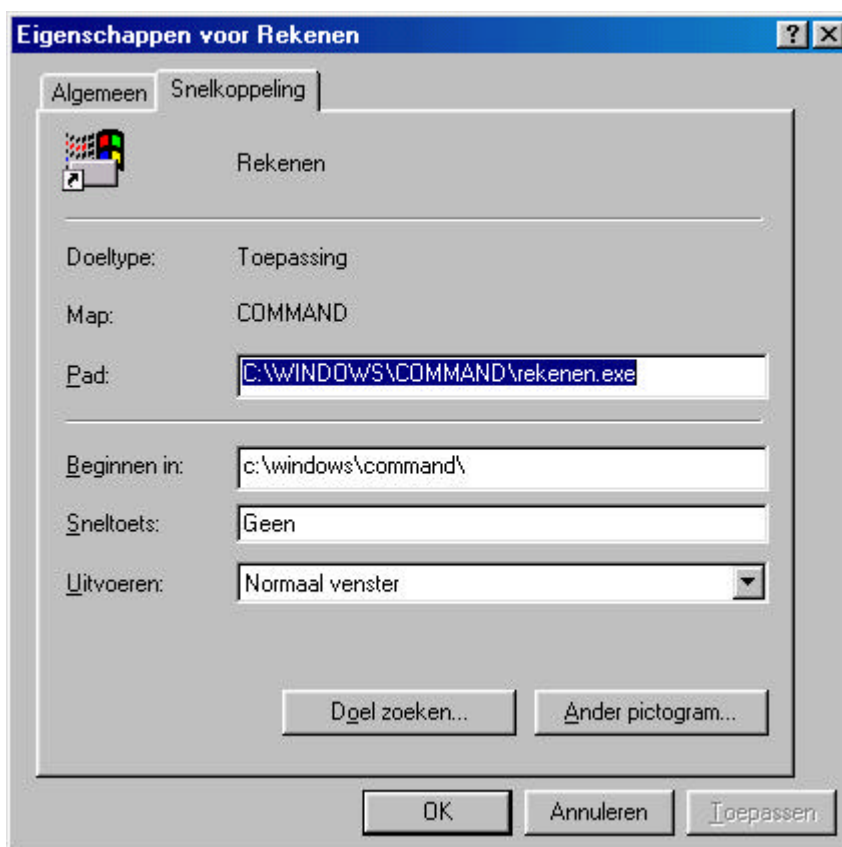 Eigenschappen voor Rekenen
Algemeen Snelkoppeling
Rekenen
Doeltype: Toepassing
Map: COMMAND
Pad: C:\WINDOWS\COMMAND\rekenen.exe
Beginnen in: c:\windows\command\
Sneltoets: Geen
Uitvoeren: Normaal venster
Doel zoeken... Ander pictogram...
OK Annuleren Toepassen